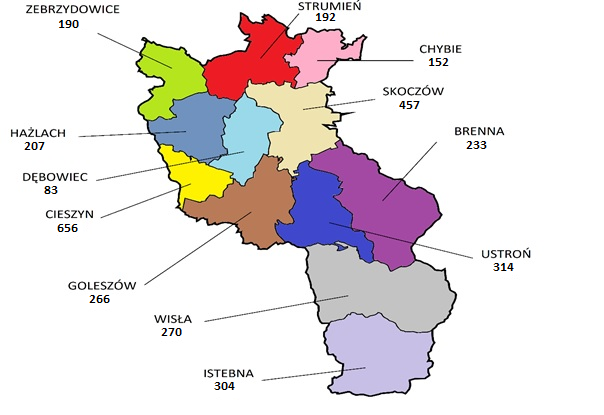 STRUMIEŃ
192
ZEBRZYDOWICE
190
CHYBIE
152
SKOCZÓW
457
BRENNA
233
HAŻLACH
207
DĘBOWIEC
83
CIESZYN
656
USTROŃ
314
GOLESZÓW
266
WISŁA
270
ISTEBNA
304